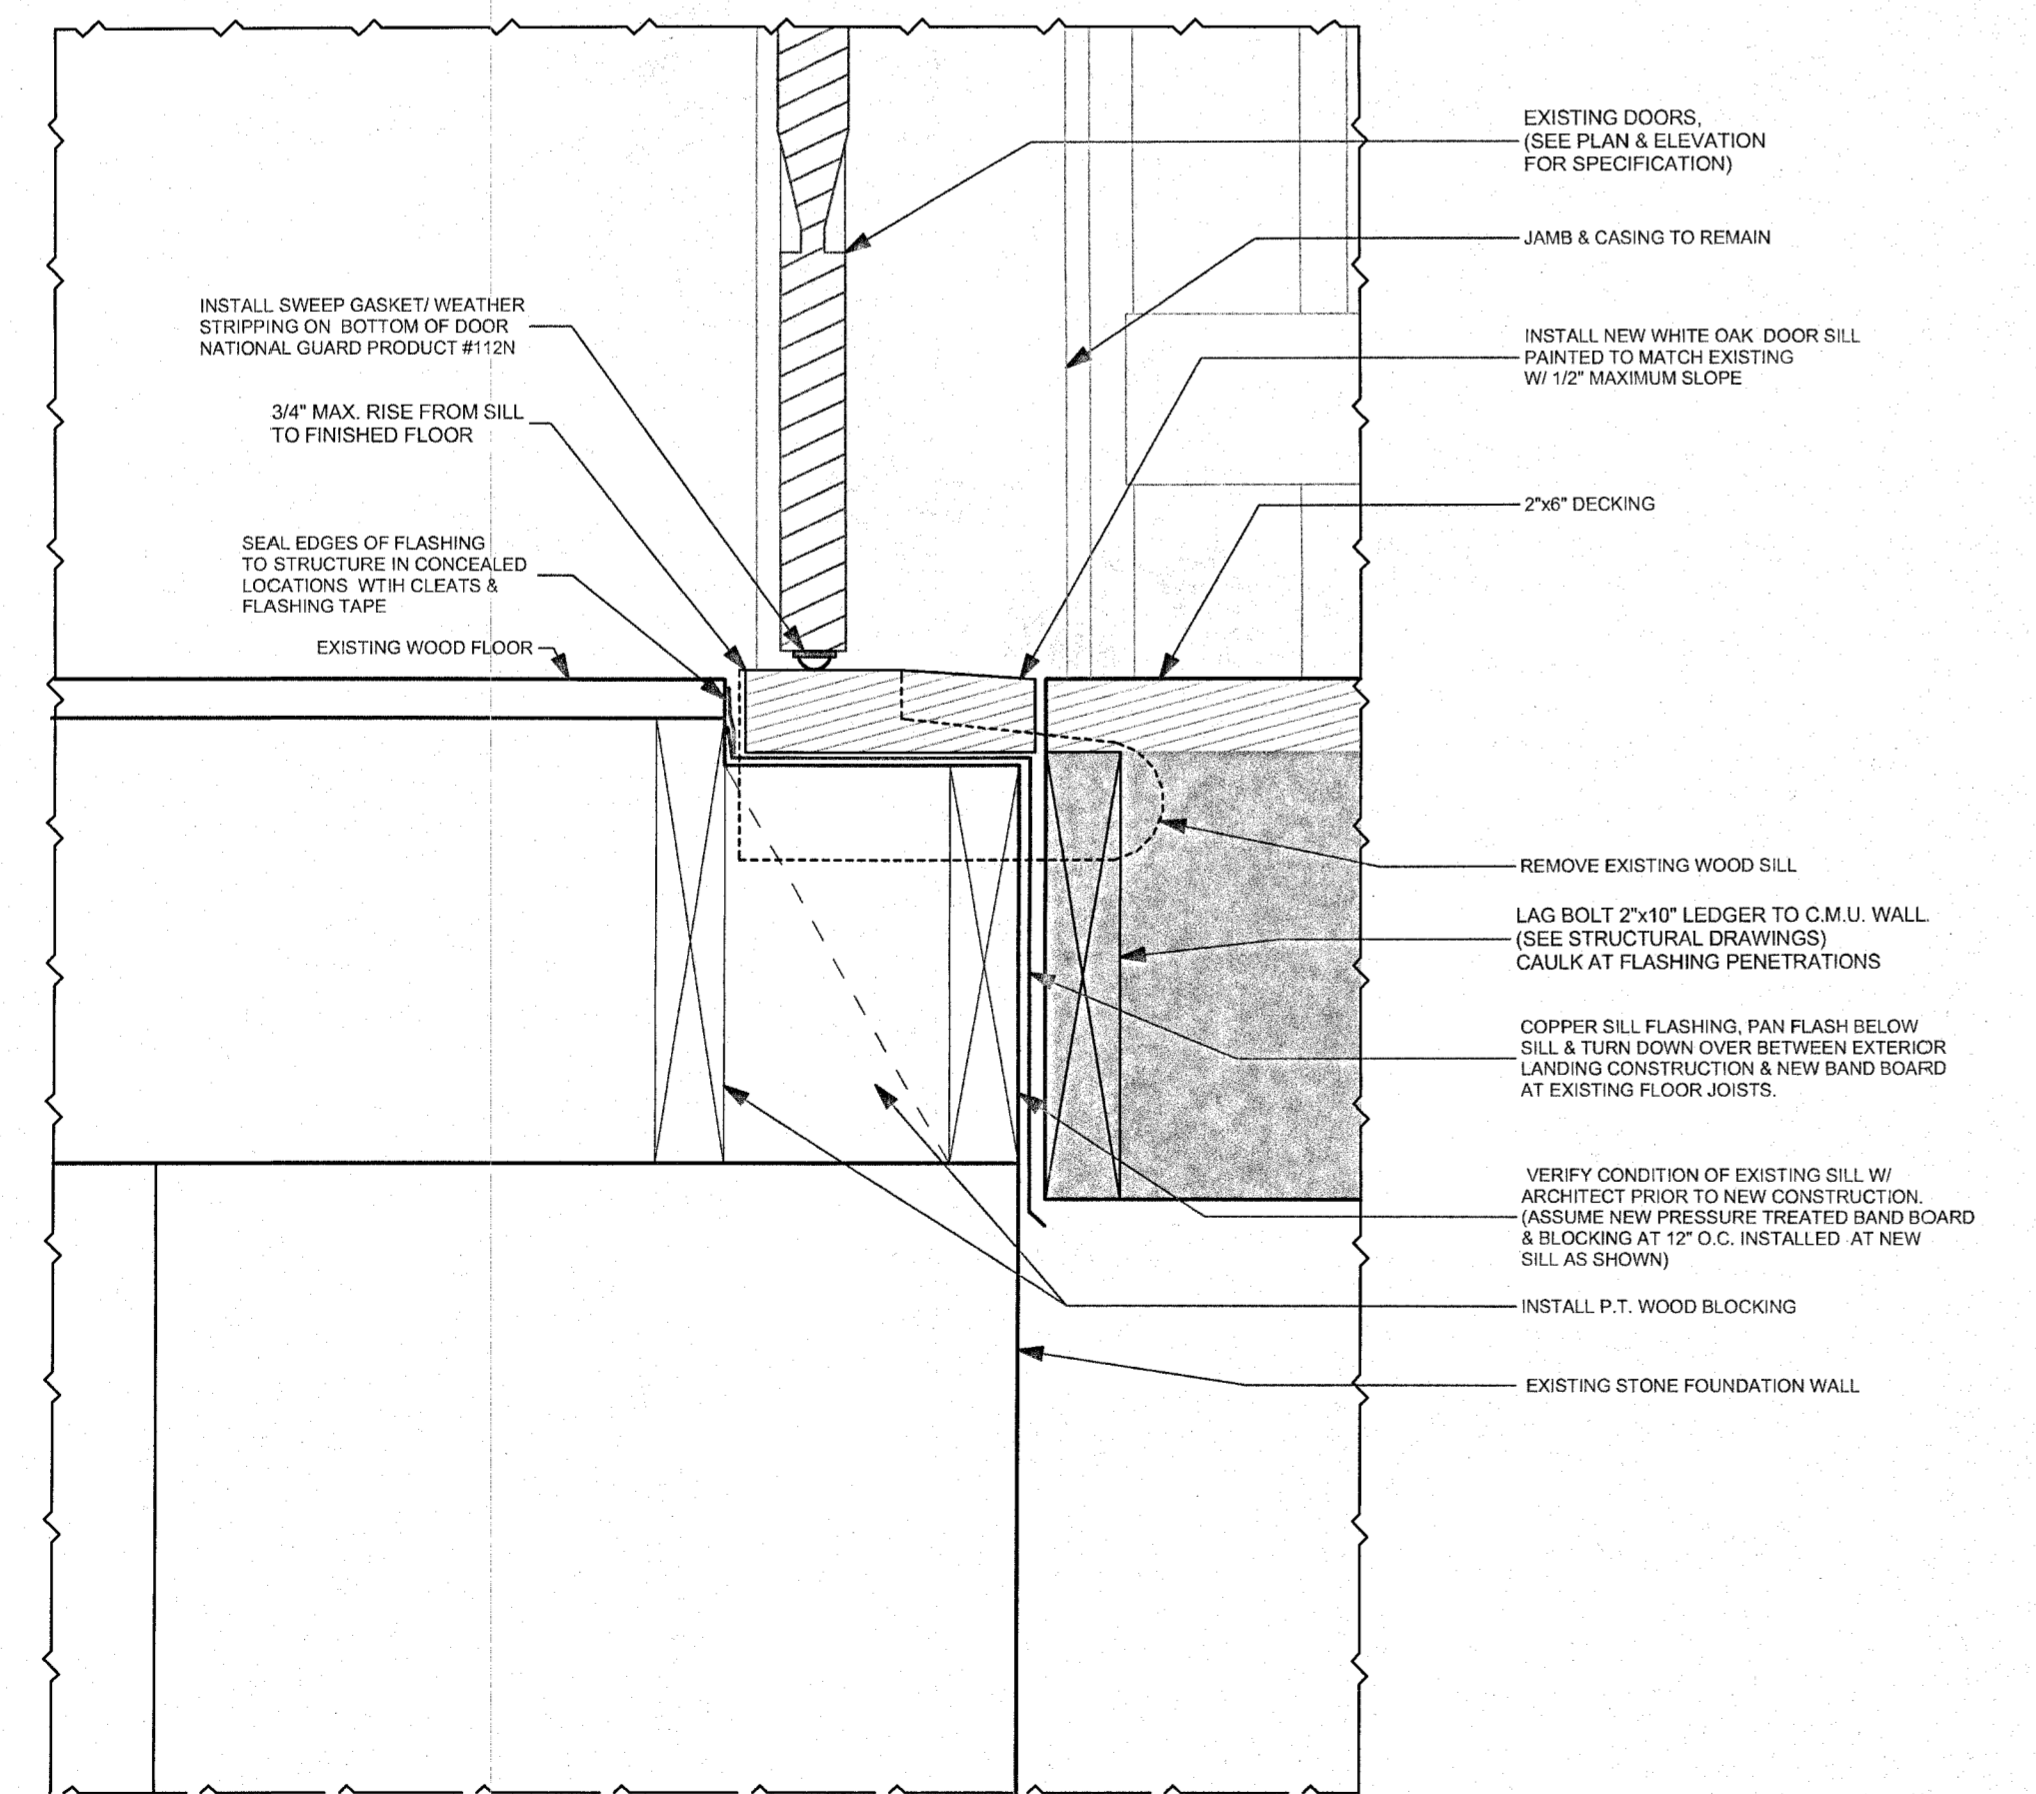 EXISTING DOORS,
(SEE PLAN & ELEVATION
FOR SPECIFICATION)
JAMB & CASING TO REMAIN
INSTALL SWEEP GASKET/ WEATHER
STRIPPING ON BOTTOM OF DOOR
NATIONAL GUARD PRODUCT #112N
INSTALL NEW WHITE OAK DOOR SILL
PAINTED TO MATCH EXISTING
W/ 1/2" MAXIMUM SLOPE
3/4" MAX. RISE FROM SILL
TO FINISHED FLOOR
2"x6" DECKING
SEAL EDGES OF FLASHING
TO STRUCTURE IN CONCEALED
LOCATIONS WTIH CLEATS &
FLASHING TAPE
EXISTING WOOD FLOOR
REMOVE EXISTING WOOD SILL
LAG BOLT 2"x10" LEDGER TO C.M.U. WALL.
(SEE STRUCTURAL DRAWINGS)
CAULK AT FLASHING PENETRATIONS
COPPER SILL FLASHING, PAN FLASH BELOW
SILL & TURN DOWN OVER BETWEEN EXTERIOR
LANDING CONSTRUCTION & NEW BAND BOARD
AT EXISTING FLOOR JOISTS.
VERIFY CONDITION OF EXISTING SILL W/
ARCHITECT PRIOR TO NEW CONSTRUCTION.
(ASSUME NEW PRESSURE TREATED BAND BOARD
& BLOCKING AT 12" O.C. INSTALLED AT NEW
SILL AS SHOWN)
INSTALL P.T. WOOD BLOCKING
EXISTING STONE FOUNDATION WALL